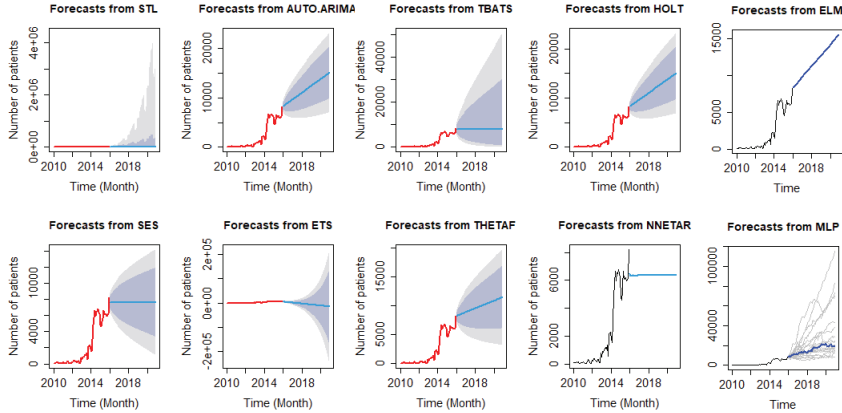 Forecasts from STL
Forecasts from AUTO.ARIMA
Forecasts from TBATS
Forecasts from HOLT
Forecasts from ELM
Number of patients
0e+00 2e+06 4e+06
2010 2014 2018
Time (Month)
Number of patients
0 10000 20000
2010 2014 2018
Time (Month)
Number of patients
0 200000 400000
2010 2014 2018
Time (Month)
Number of patients
0 10000 20000
2010 2014 2018
Time (Month)
0 5000 15000
2010 2014 2018
Time
Forecasts from SES
Forecasts from ETS
Forecasts from THETAF
Forecasts from NNETAR
Forecasts from MLP
Number of patients
0 4000 10000
2010 2014 2018
Time (Month)
Number of patients
-2e+05 0e+00 2e+05
2010 2014 2018
Time (Month)
Number of patients
0 5000 15000
2010 2014 2018
Time (Month)
Number of patients
0 2000 6000
2010 2014 2018
Time (Month)
0 20000 60000 100000
2010 2014 2018
Time